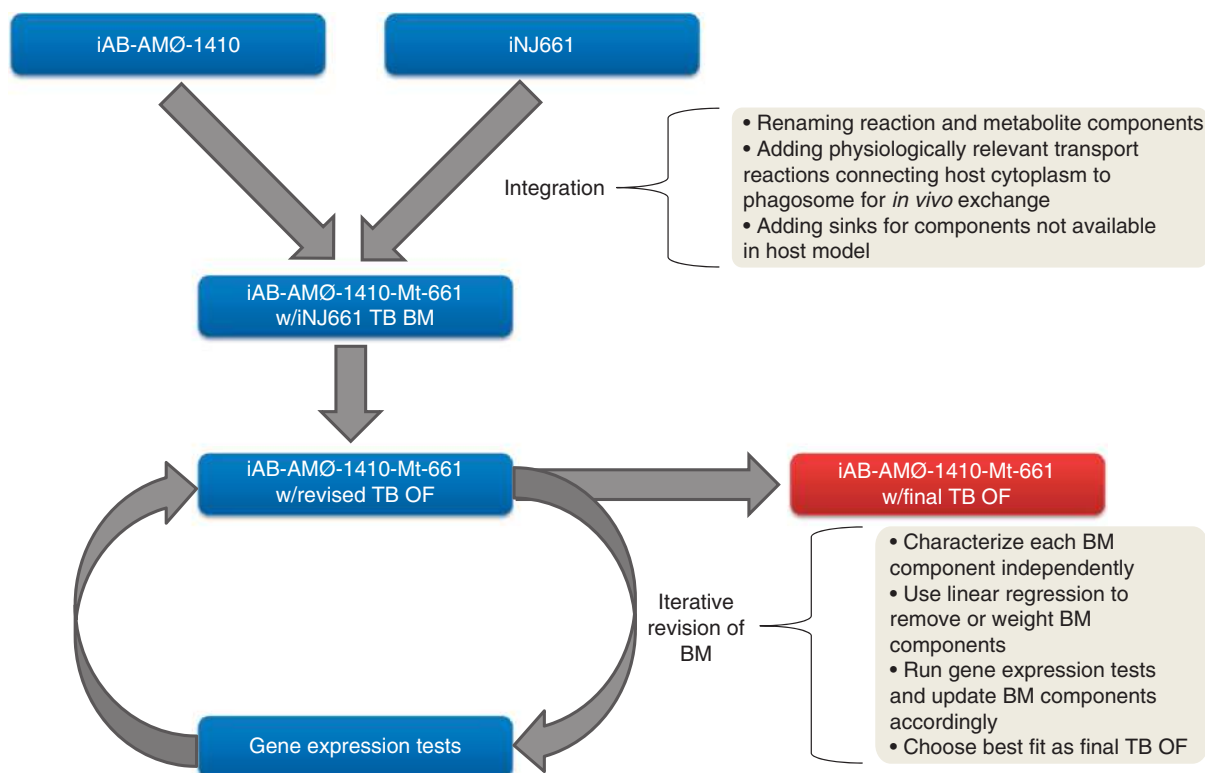 iAB-AMØ-1410
iNJ661
Integration
• Renaming reaction and metabolite components
• Adding physiologically relevant transport
reactions connecting host cytoplasm to
phagosome for in vivo exchange
• Adding sinks for components not available
in host model
iAB-AMØ-1410-Mt-661
w/iNJ661 TB BM
iAB-AMØ-1410-Mt-661
w/revised TB OF
iAB-AMØ-1410-Mt-661
w/final TB OF
Iterative
revision of
BM
• Characterize each BM
component independently
• Use linear regression to
remove or weight BM
components
• Run gene expression tests
and update BM components
accordingly
• Choose best fit as final TB OF
Gene expression tests